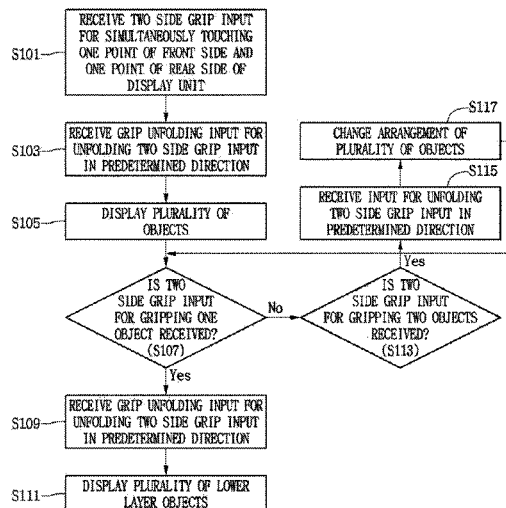 S101
RECEIVE TWO SIDE GRIP INPUT
FOR SIMULTANEOUSLY TOUCHING
ONE POINT OF FRONT SIDE AND
ONE POINT OF REAR SIDE OF
DISPLAY UNIT
S103
RECEIVE GRIP UNFOLDING INPUT FOR
UNFOLDING TWO SIDE GRIP INPUT
IN PREDETERMINED DIRECTION
S105
DISPLAY PLURALITY OF
OBJECTS
IS TWO
SIDE GRIP INPUT
FOR GRIPPING ONE
OBJECT RECEIVED?
(S107)
No
Yes
S109
RECEIVE GRIP UNFOLDING INPUT FOR
UNFOLDING TWO SIDE GRIP INPUT
IN PREDETERMINED DIRECTION
S111
DISPLAY PLURALITY OF LOWER
LAYER OBJECTS
IS TWO
SIDE GRIP INPUT
FOR GRIPPING TWO OBJECTS
RECEIVED?
(S113)
Yes
S115
RECEIVE INPUT FOR UNFOLDING
TWO SIDE GRIP INPUT IN
PREDETERMINED DIRECTION
S117
CHANGE ARRANGEMENT OF
PLURALITY OF OBJECTS